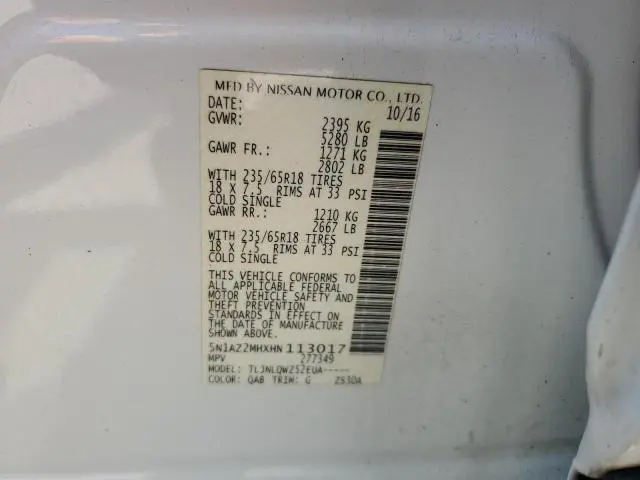 MFD BY NISSAN MOTOR CO., LTD.
DATE: 10/16
GVWR: 2395 KG
5280 LB
GAWR FR.: 1271 KG
2802 LB
WITH 235/65R18 TIRES
18 X 7.5 RIMS AT 33 PSI
COLD SINGLE
GAWR RR.: 1210 KG
2667 LB
WITH 235/65R18 TIRES
18 X 7.5 RIMS AT 33 PSI
COLD SINGLE
THIS VEHICLE CONFORMS TO
ALL APPLICABLE FEDERAL
MOTOR VEHICLE SAFETY AND
THEFT PREVENTION
STANDARDS IN EFFECT ON
THE DATE OF MANUFACTURE
SHOWN ABOVE.
5N1AZ2MHXHN113017
MPV 277349
MODEL: TLJNLQWZ52EUA-----
COLOR: QAB TRIM: G Z530A